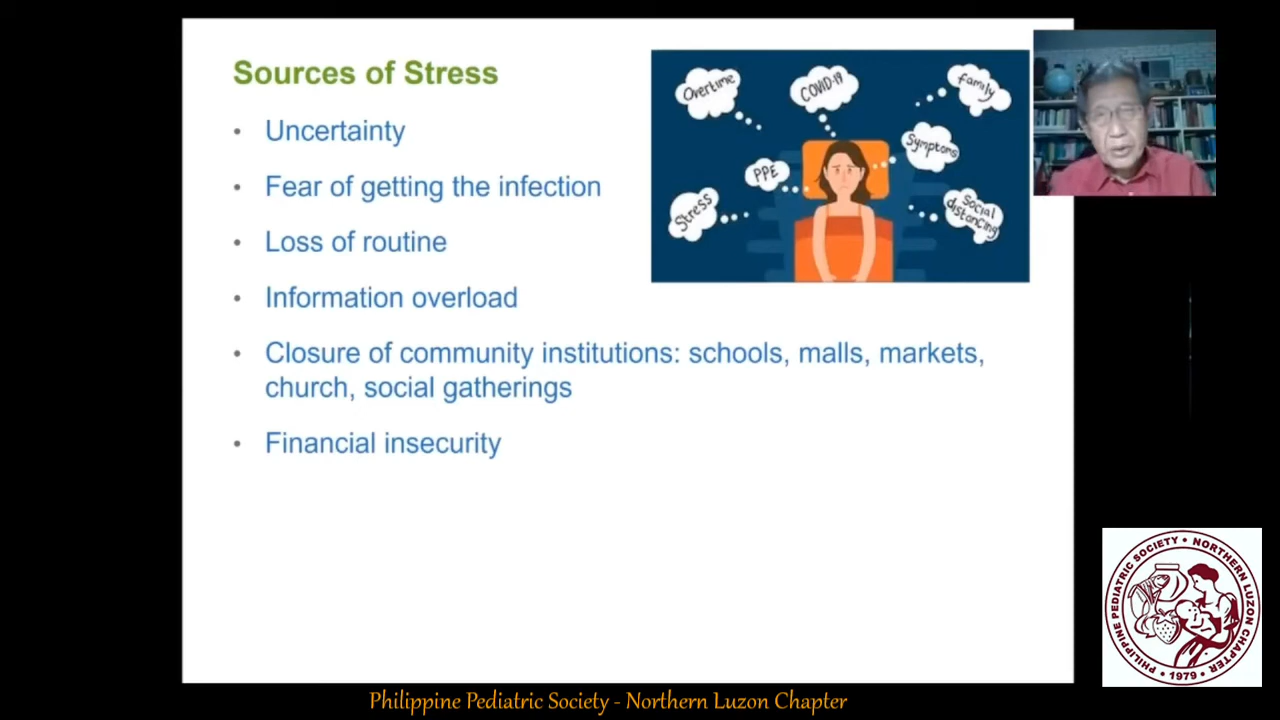 Sources of Stress
• Uncertainty
• Fear of getting the infection
• Loss of routine
• Information overload
• Closure of community institutions: schools, malls, markets,
church, social gatherings
• Financial insecurity
Overtime
COVID-19
family
Symptoms
PPE
Stress
Social
distancing
PHILIPPINE PEDIATRIC SOCIETY • NORTHERN LUZON CHAPTER •
• 1979 •
Philippine Pediatric Society - Northern Luzon Chapter